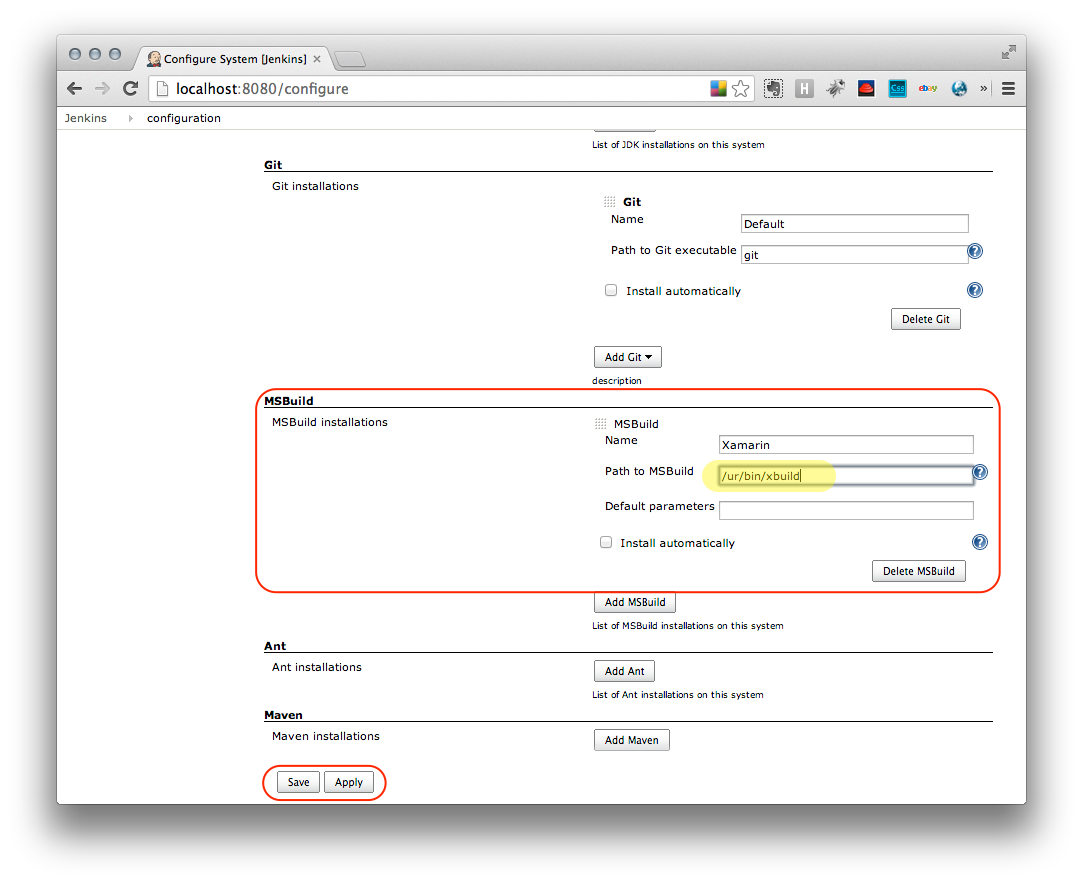 Configure System [Jenkins]
localhost:8080/configure
H
Css
ebay
»
Jenkins configuration
List of JDK installations on this system
Git
Git installations
Git
Name Default
Path to Git executable git
?
Install automatically
?
Delete Git
Add Git
description
MSBuild
MSBuild installations
MSBuild
Name Xamarin
Path to MSBuild /ur/bin/xbuild
?
Default parameters
Install automatically
?
Delete MSBuild
Add MSBuild
List of MSBuild installations on this system
Ant
Ant installations
Add Ant
List of Ant installations on this system
Maven
Maven installations
Add Maven
Save Apply